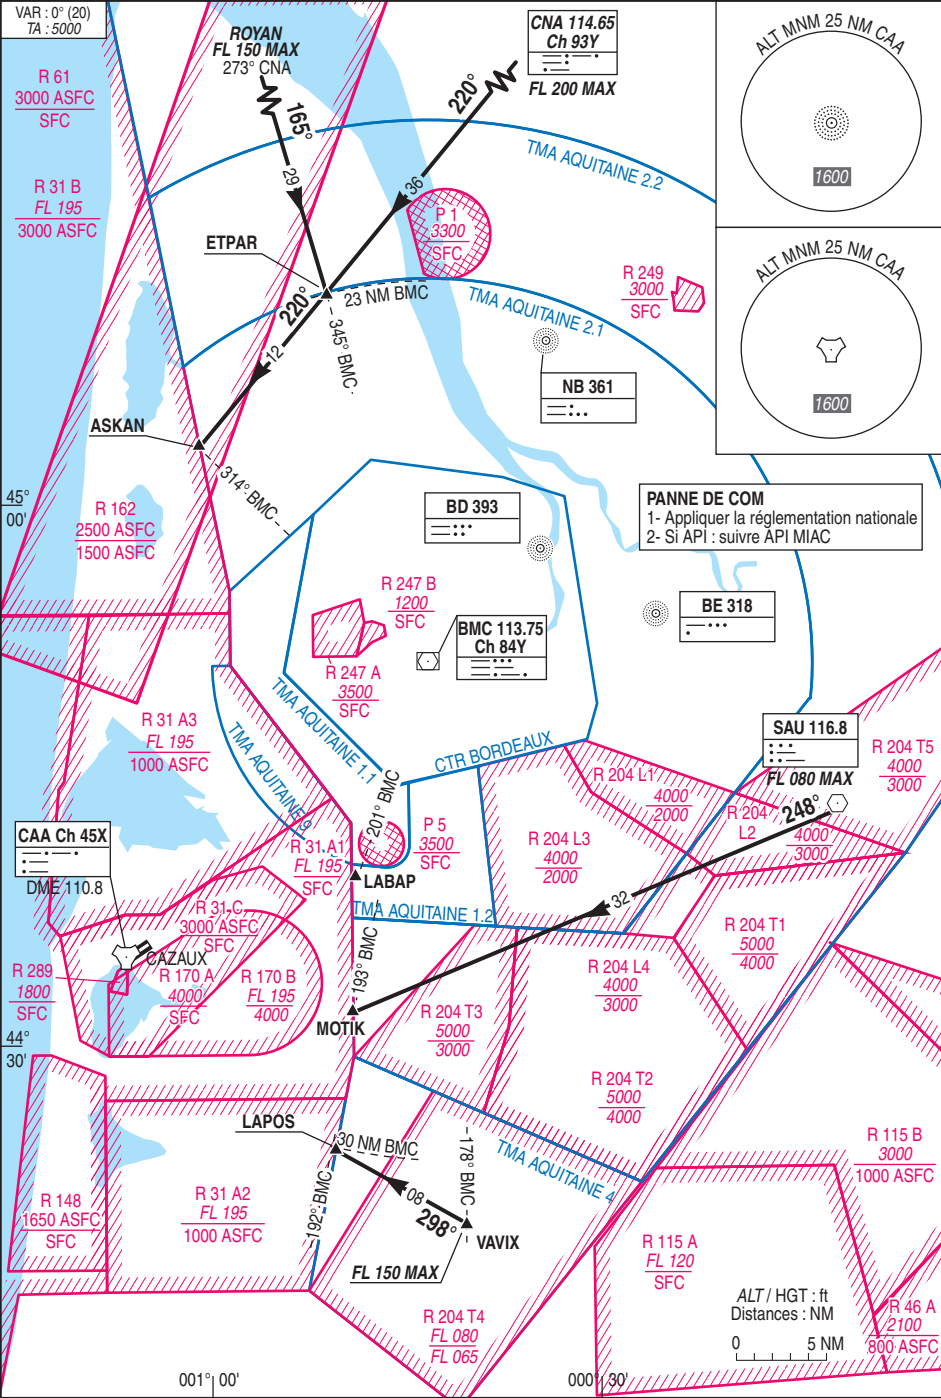 VAR : 0° (20)
TA : 5000
ROYAN
FL 150 MAX
273° CNA
CNA 114.65
Ch 93Y
FL 200 MAX
ALT MNM 25 NM CAA
1600
ALT MNM 25 NM CAA
1600
R 61
3000 ASFC
SFC
R 31 B
FL 195
3000 ASFC
165°
29
220°
36
TMA AQUITAINE 2.2
P 1
3300
SFC
ETPAR
23 NM BMC
220°
12
345° BMC
TMA AQUITAINE 2.1
R 249
3000
SFC
NB 361
ASKAN
314° BMC
45°
00'
R 162
2500 ASFC
1500 ASFC
BD 393
PANNE DE COM
1- Appliquer la réglementation nationale
2- Si API : suivre API MIAC
R 247 B
1200
SFC
BMC 113.75
Ch 84Y
BE 318
R 247 A
3500
SFC
R 31 A3
FL 195
1000 ASFC
TMA AQUITAINE 9
TMA AQUITAINE 1.1
CTR BORDEAUX
201° BMC
SAU 116.8
FL 080 MAX
R 204 T5
4000
3000
R 204 L1
4000
2000
R 204
L2
4000
3000
248°
32
CAA Ch 45X
DME 110.8
R 31 A1
FL 195
SFC
P 5
3500
SFC
R 204 L3
4000
2000
LABAP
TMA AQUITAINE 1.2
R 31 C
3000 ASFC
SFC
CAZAUX
R 289
1800
SFC
R 170 A
4000
SFC
R 170 B
FL 195
4000
193° BMC
MOTIK
R 204 T1
5000
4000
R 204 L4
4000
3000
R 204 T3
5000
3000
44°
30'
R 204 T2
5000
4000
LAPOS
30 NM BMC
178° BMC
TMA AQUITAINE 4
R 115 B
3000
1000 ASFC
R 148
1650 ASFC
SFC
R 31 A2
FL 195
1000 ASFC
192° BMC
08
298°
VAVIX
FL 150 MAX
R 115 A
FL 120
SFC
R 204 T4
FL 080
FL 065
ALT / HGT : ft
Distances : NM
0 5 NM
R 46 A
2100
800 ASFC
001° 00'
000° 30'